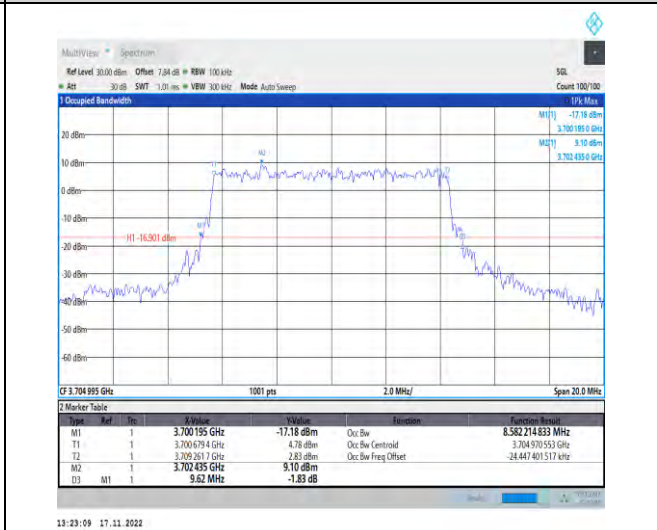 MultiView Spectrum
Ref Level 30.00 dBm Offset 7.84 dB RBW 100 kHz SGL
Att 30 dB SWT 1.01 ms VBW 300 kHz Mode Auto Sweep Count 100/100
1 Occupied Bandwidth 1Pk Max
M1[1] -17.18 dBm
3.700 195 0 GHz
M2[1] 9.10 dBm
3.702 435 0 GHz
20 dBm
M2
10 dBm
T1 T2
0 dBm
-10 dBm
M1
H1 -16.901 dBm
-20 dBm
-30 dBm
-40 dBm
-50 dBm
-60 dBm
CF 3.704 995 GHz 1001 pts 2.0 MHz/ Span 20.0 MHz
2 Marker Table
Type Ref Trc X-Value Y-Value Function Function Result
M1 1 3.700 195 GHz -17.18 dBm Occ Bw 8.582 214 833 MHz
T1 1 3.700 679 4 GHz 4.78 dBm Occ Bw Centroid 3.704 970 553 GHz
T2 1 3.709 261 7 GHz 2.83 dBm Occ Bw Freq Offset -24.447 401 517 kHz
M2 1 3.702 435 GHz 9.10 dBm
D3 M1 1 9.62 MHz -1.83 dB
13:23:09 17.11.2022